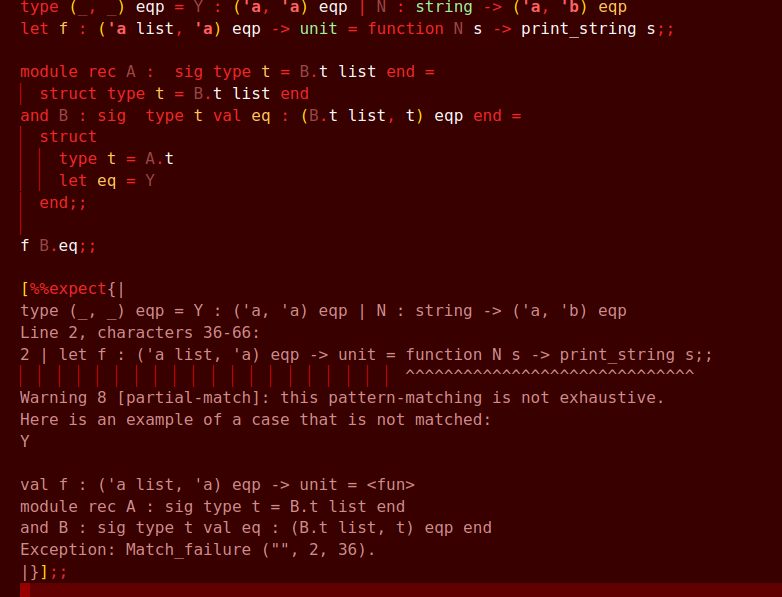 type (_, _) eqp = Y : ('a, 'a) eqp | N : string -> ('a, 'b) eqp
let f : ('a list, 'a) eqp -> unit = function N s -> print_string s;;

module rec A :  sig type t = B.t list end =
  struct type t = B.t list end
and B : sig  type t val eq : (B.t list, t) eqp end =
  struct
    type t = A.t
    let eq = Y
  end;;

f B.eq;;

[%%expect{|
type (_, _) eqp = Y : ('a, 'a) eqp | N : string -> ('a, 'b) eqp
Line 2, characters 36-66:
2 | let f : ('a list, 'a) eqp -> unit = function N s -> print_string s;;
                                        ^^^^^^^^^^^^^^^^^^^^^^^^^^^^^^
Warning 8 [partial-match]: this pattern-matching is not exhaustive.
Here is an example of a case that is not matched:
Y

val f : ('a list, 'a) eqp -> unit = <fun>
module rec A : sig type t = B.t list end
and B : sig type t val eq : (B.t list, t) eqp end
Exception: Match_failure ("", 2, 36).
|}];;